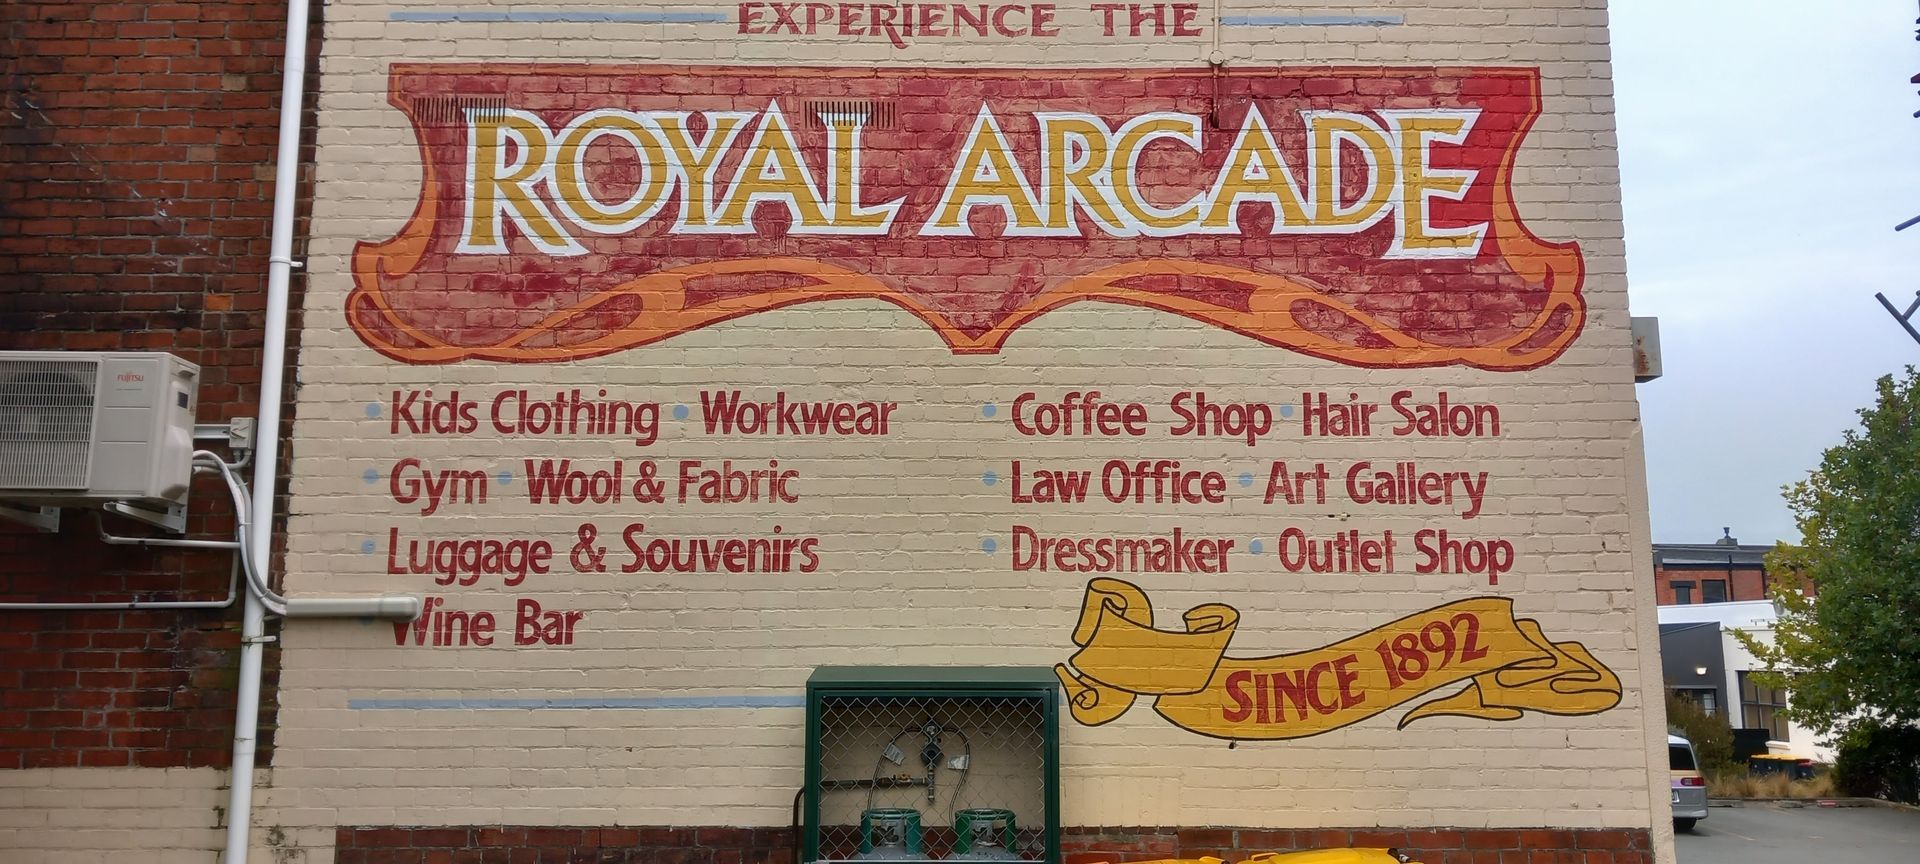 EXPERIENCE THE
ROYAL ARCADE
• Kids Clothing • Workwear
• Gym • Wool & Fabric
• Luggage & Souvenirs
Wine Bar
• Coffee Shop • Hair Salon
• Law Office • Art Gallery
• Dressmaker • Outlet Shop
SINCE 1892
FUJITSU